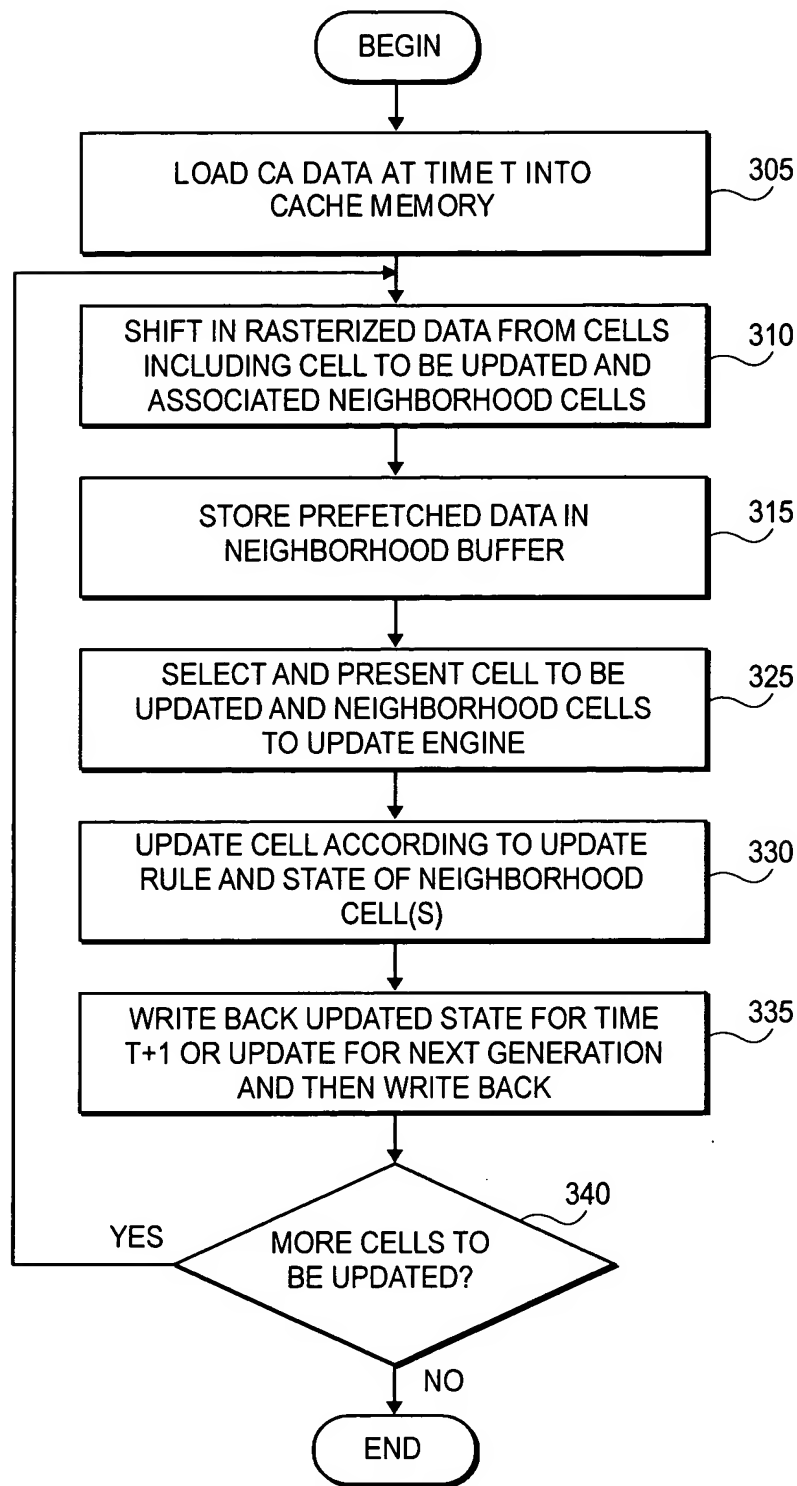 BEGIN
LOAD CA DATA AT TIME T INTO
CACHE MEMORY
305
SHIFT IN RASTERIZED DATA FROM CELLS
INCLUDING CELL TO BE UPDATED AND
ASSOCIATED NEIGHBORHOOD CELLS
310
STORE PREFETCHED DATA IN
NEIGHBORHOOD BUFFER
315
SELECT AND PRESENT CELL TO BE
UPDATED AND NEIGHBORHOOD CELLS
TO UPDATE ENGINE
325
UPDATE CELL ACCORDING TO UPDATE
RULE AND STATE OF NEIGHBORHOOD
CELL(S)
330
WRITE BACK UPDATED STATE FOR TIME
T+1 OR UPDATE FOR NEXT GENERATION
AND THEN WRITE BACK
335
340
YES
MORE CELLS TO
BE UPDATED?
NO
END